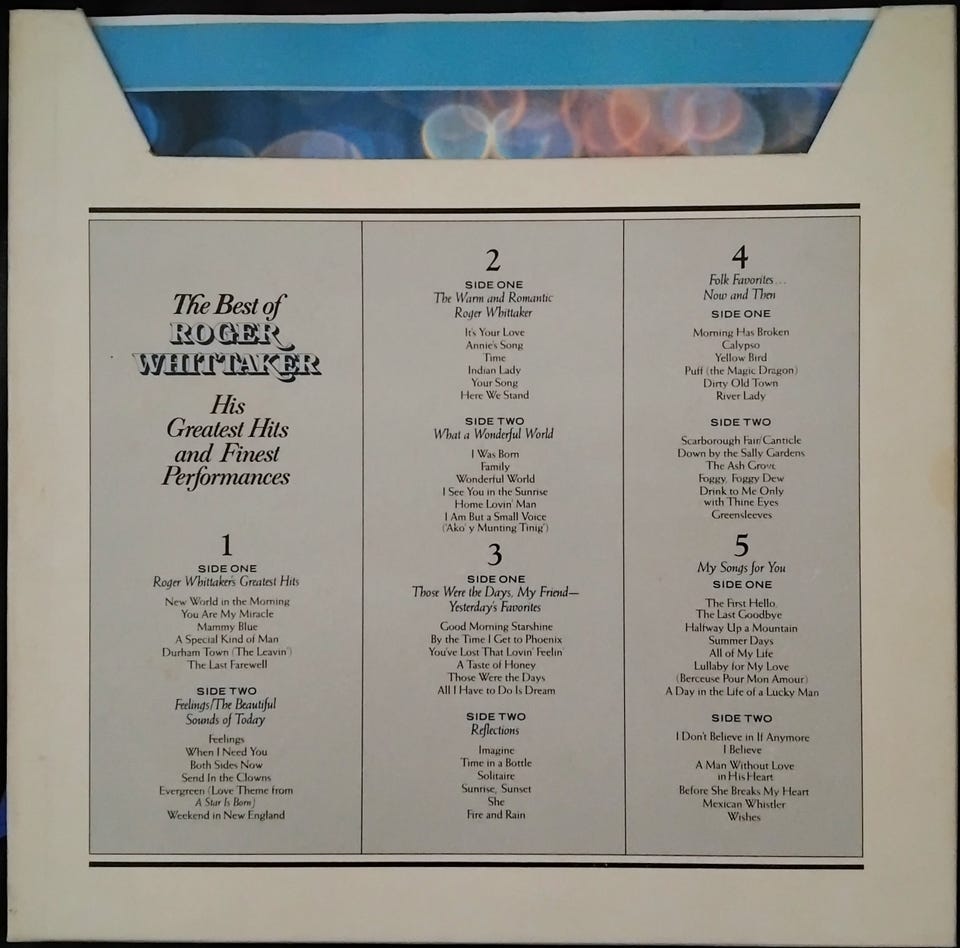 The Best of
ROGER
WHITTAKER
His
Greatest Hits
and Finest
Performances
1
SIDE ONE
Roger Whittaker's Greatest Hits
New World in the Morning
You Are My Miracle
Mammy Blue
A Special Kind of Man
Durham Town (The Leavin')
The Last Farewell
SIDE TWO
Feelings/The Beautiful
Sounds of Today
Feelings
When I Need You
Both Sides Now
Send In the Clowns
Evergreen (Love Theme from
A Star Is Born)
Weekend in New England
2
SIDE ONE
The Warm and Romantic
Roger Whittaker
It's Your Love
Annie's Song
Time
Indian Lady
Your Song
Here We Stand
SIDE TWO
What a Wonderful World
I Was Born
Family
Wonderful World
I See You in the Sunrise
Home Lovin' Man
I Am But a Small Voice
('Ako' y Munting Tinig')
3
SIDE ONE
Those Were the Days, My Friend—
Yesterday's Favorites
Good Morning Starshine
By the Time I Get to Phoenix
You've Lost That Lovin' Feelin'
A Taste of Honey
Those Were the Days
All I Have to Do Is Dream
SIDE TWO
Reflections
Imagine
Time in a Bottle
Solitaire
Sunrise, Sunset
She
Fire and Rain
4
Folk Favorites...
Now and Then
SIDE ONE
Morning Has Broken
Calypso
Yellow Bird
Puff (the Magic Dragon)
Dirty Old Town
River Lady
SIDE TWO
Scarborough Fair/Canticle
Down by the Sally Gardens
The Ash Grove
Foggy, Foggy Dew
Drink to Me Only
with Thine Eyes
Greensleeves
5
My Songs for You
SIDE ONE
The First Hello,
The Last Goodbye
Halfway Up a Mountain
Summer Days
All of My Life
Lullaby for My Love
(Berceuse Pour Mon Amour)
A Day in the Life of a Lucky Man
SIDE TWO
I Don't Believe in If Anymore
I Believe
A Man Without Love
in His Heart
Before She Breaks My Heart
Mexican Whistler
Wishes